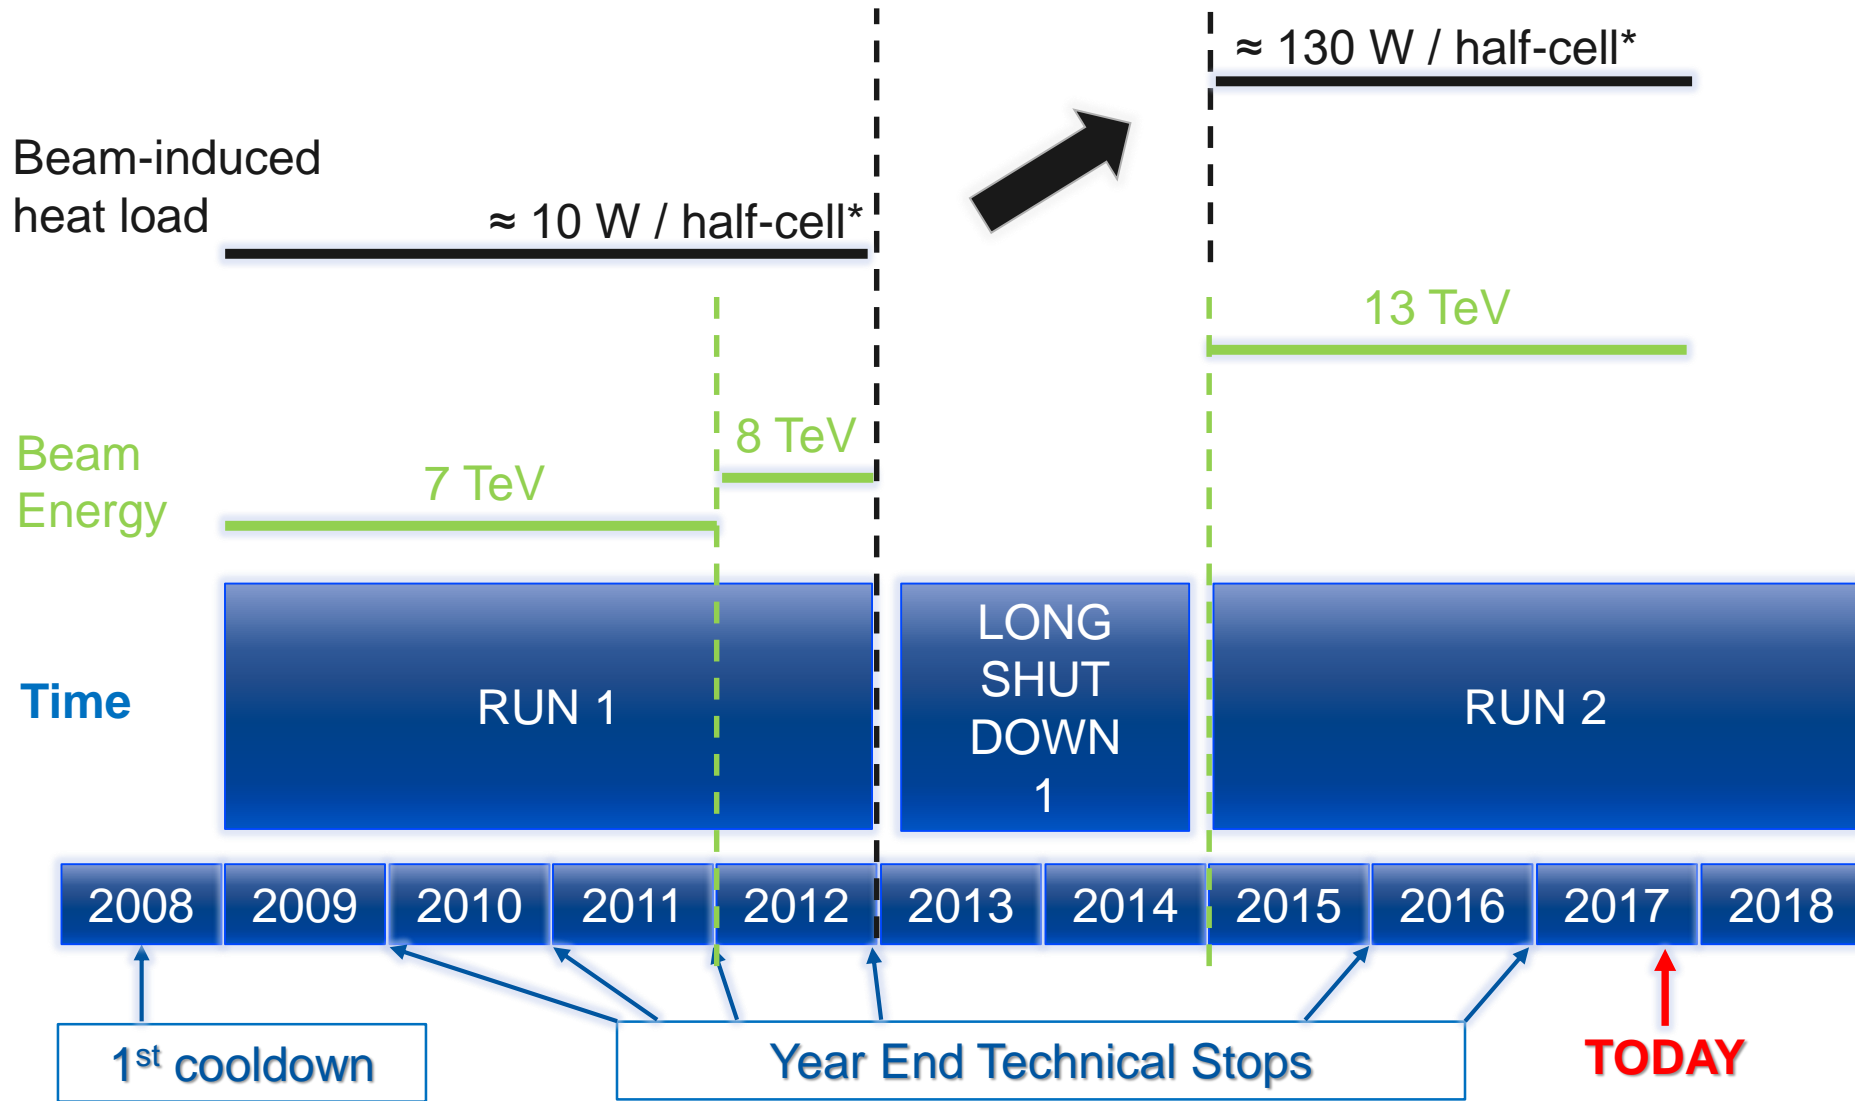 ≈ 130 W / half-cell*
Beam-induced
heat load
≈ 10 W / half-cell*
13 TeV
8 TeV
Beam
Energy
7 TeV
Time
RUN 1
LONG
SHUT
DOWN
1
RUN 2
2008 2009 2010 2011 2012 2013 2014 2015 2016 2017 2018
1st cooldown
Year End Technical Stops
TODAY